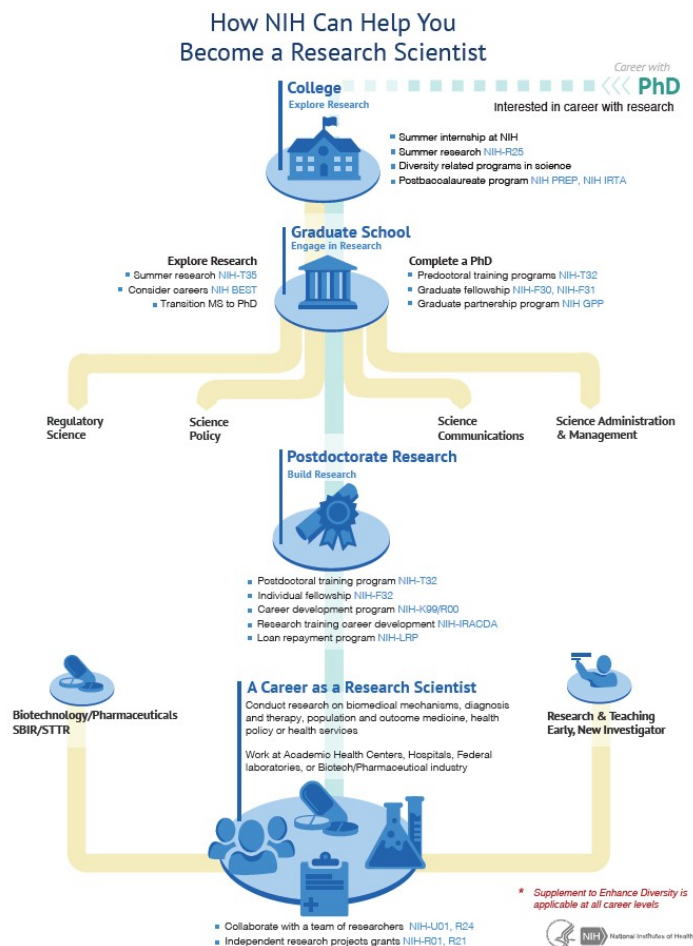 How NIH Can Help You
Become a Research Scientist
Career with
PhD
Interested in career with research
College
Explore Research
Summer internship at NIH
Summer research NIH-R25
Diversity related programs in science
Postbaccalaureate program NIH PREP, NIH IRTA
Graduate School
Engage in Research
Explore Research
Summer research NIH-T35
Consider careers NIH BEST
Transition MS to PhD
Complete a PhD
Predoctoral training programs NIH-T32
Graduate fellowship NIH-F30, NIH-F31
Graduate partnership program NIH GPP
Regulatory
Science
Science
Policy
Science
Communications
Science Administration
& Management
Postdoctorate Research
Build Research
Postdoctoral training program NIH-T32
Individual fellowship NIH-F32
Career development program NIH-K99/R00
Research training career development NIH-IRACDA
Loan repayment program NIH-LRP
Biotechnology/Pharmaceuticals
SBIR/STTR
A Career as a Research Scientist
Conduct research on biomedical mechanisms, diagnosis
and therapy, population and outcome medicine, health
policy or health services
Work at Academic Health Centers, Hospitals, Federal
laboratories, or Biotech/Pharmaceutical industry
Research & Teaching
Early, New Investigator
* Supplement to Enhance Diversity is
applicable at all career levels
Collaborate with a team of researchers NIH-U01, R24
Independent research projects grants NIH-R01, R21
NIH National Institutes of Health